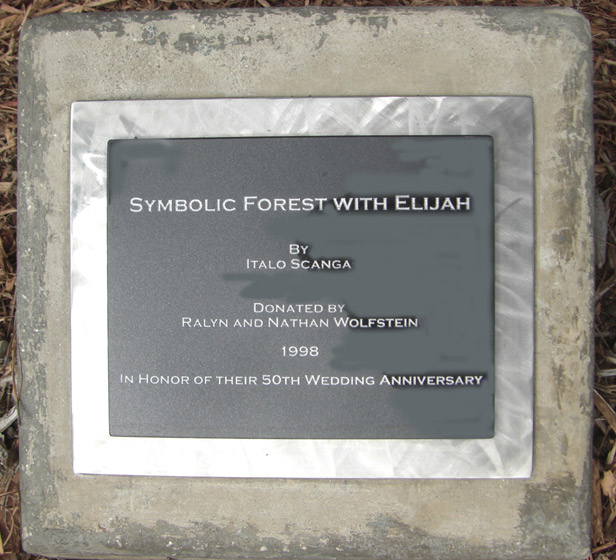 Symbolic Forest with Elijah
By
Italo Scanga
Donated by
Ralyn and Nathan Wolfstein
1998
In Honor of their 50th Wedding Anniversary